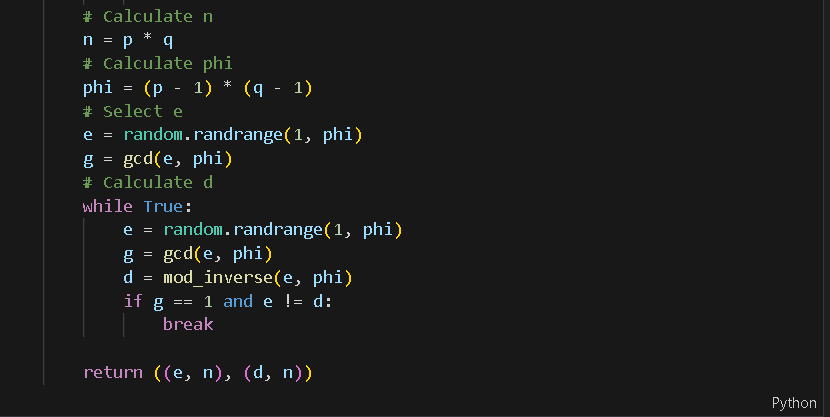 # Calculate n
n = p * q
# Calculate phi
phi = (p - 1) * (q - 1)
# Select e
e = random.randrange(1, phi)
g = gcd(e, phi)
# Calculate d
while True:
    e = random.randrange(1, phi)
    g = gcd(e, phi)
    d = mod_inverse(e, phi)
    if g == 1 and e != d:
        break
return ((e, n), (d, n))
Python